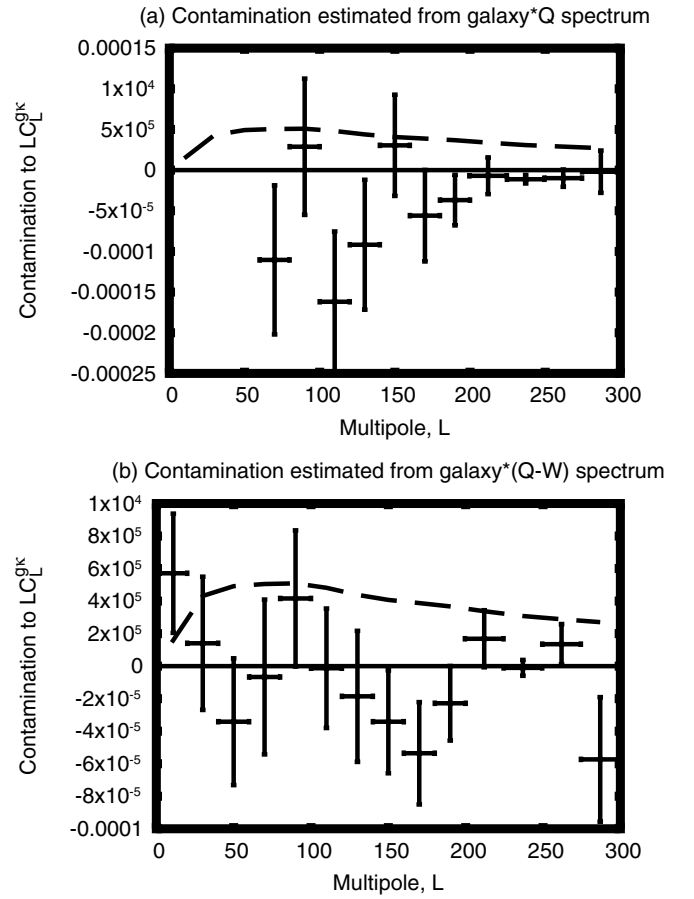 (a) Contamination estimated from galaxy*Q spectrum
0.00015
1x10⁴
5x10⁵
0
-5x10⁻⁵
-0.0001
-0.00015
-0.0002
-0.00025
Contamination to LC_L^gκ
0 50 100 150 200 250 300
Multipole, L
(b) Contamination estimated from galaxy*(Q-W) spectrum
1x10⁴
8x10⁵
6x10⁵
4x10⁵
2x10⁵
0
-2x10⁻⁵
-4x10⁻⁵
-6x10⁻⁵
-8x10⁻⁵
-0.0001
Contamination to LC_L^gκ
0 50 100 150 200 250 300
Multipole, L